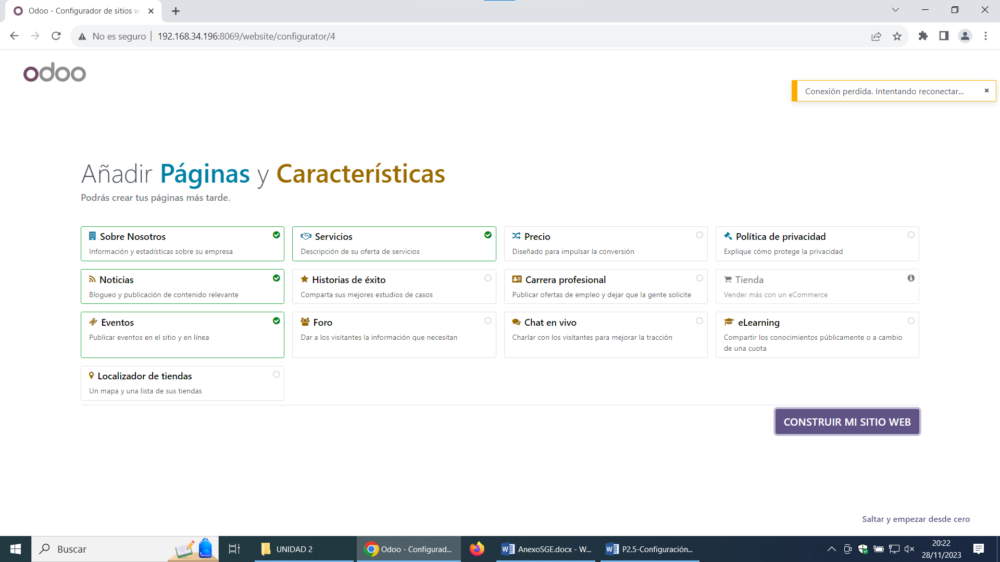 Odoo - Configurador de sitios w
No es seguro
192.168.34.196:8069/website/configurator/4
odoo
Conexión perdida. Intentando reconectar...
Añadir Páginas y Características
Podrás crear tus páginas más tarde.
Sobre Nosotros
Información y estadísticas sobre su empresa
Servicios
Descripción de su oferta de servicios
Precio
Diseñado para impulsar la conversión
Política de privacidad
Explique cómo protege la privacidad
Noticias
Blogueo y publicación de contenido relevante
Historias de éxito
Comparta sus mejores estudios de casos
Carrera profesional
Publicar ofertas de empleo y dejar que la gente solicite
Tienda
Vender más con un eCommerce
Eventos
Publicar eventos en el sitio y en línea
Foro
Dar a los visitantes la información que necesitan
Chat en vivo
Charlar con los visitantes para mejorar la tracción
eLearning
Compartir los conocimientos públicamente o a cambio
de una cuota
Localizador de tiendas
Un mapa y una lista de sus tiendas
CONSTRUIR MI SITIO WEB
Saltar y empezar desde cero
Buscar
UNIDAD 2
Odoo - Configurad...
AnexoSGE.docx - W...
P2.5-Configuración...
20:22
28/11/2023